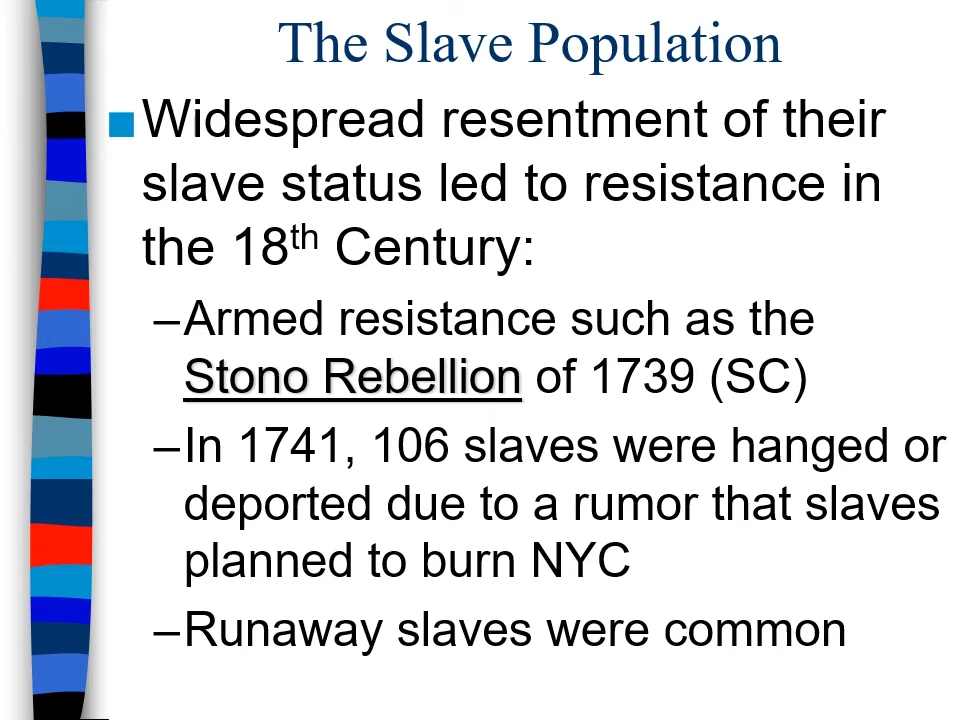 The Slave Population
■Widespread resentment of their
slave status led to resistance in
the 18th Century:
–Armed resistance such as the
Stono Rebellion of 1739 (SC)
–In 1741, 106 slaves were hanged or
deported due to a rumor that slaves
planned to burn NYC
–Runaway slaves were common